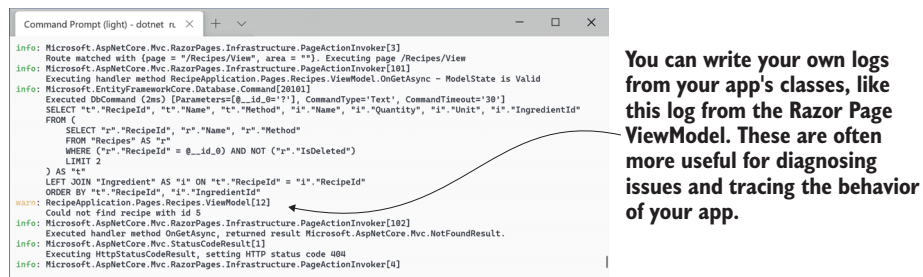 Command Prompt (light) - dotnet ru
info: Microsoft.AspNetCore.Mvc.RazorPages.Infrastructure.PageActionInvoker[3]
Route matched with {page = "/Recipes/View", area = ""}. Executing page /Recipes/View
info: Microsoft.AspNetCore.Mvc.RazorPages.Infrastructure.PageActionInvoker[101]
Executing handler method RecipeApplication.Pages.Recipes.ViewModel.OnGetAsync - ModelState is Valid
info: Microsoft.EntityFrameworkCore.Database.Command[20101]
Executed DbCommand (2ms) [Parameters=[@__id_0='?'], CommandType='Text', CommandTimeout='30']
SELECT "t"."RecipeId", "t"."Name", "t"."Method", "i"."Name", "i"."Quantity", "i"."Unit", "i"."IngredientId"
FROM (
SELECT "r"."RecipeId", "r"."Name", "r"."Method"
FROM "Recipes" AS "r"
WHERE ("r"."RecipeId" = @__id_0) AND NOT ("r"."IsDeleted")
LIMIT 2
) AS "t"
LEFT JOIN "Ingredient" AS "i" ON "t"."RecipeId" = "i"."RecipeId"
ORDER BY "t"."RecipeId", "i"."IngredientId"
warn: RecipeApplication.Pages.Recipes.ViewModel[12]
Could not find recipe with id 5
info: Microsoft.AspNetCore.Mvc.RazorPages.Infrastructure.PageActionInvoker[102]
Executed handler method OnGetAsync, returned result Microsoft.AspNetCore.Mvc.NotFoundResult.
info: Microsoft.AspNetCore.Mvc.StatusCodeResult[1]
Executing HttpStatusCodeResult, setting HTTP status code 404
info: Microsoft.AspNetCore.Mvc.RazorPages.Infrastructure.PageActionInvoker[4]
You can write your own logs
from your app's classes, like
this log from the Razor Page
ViewModel. These are often
more useful for diagnosing
issues and tracing the behavior
of your app.